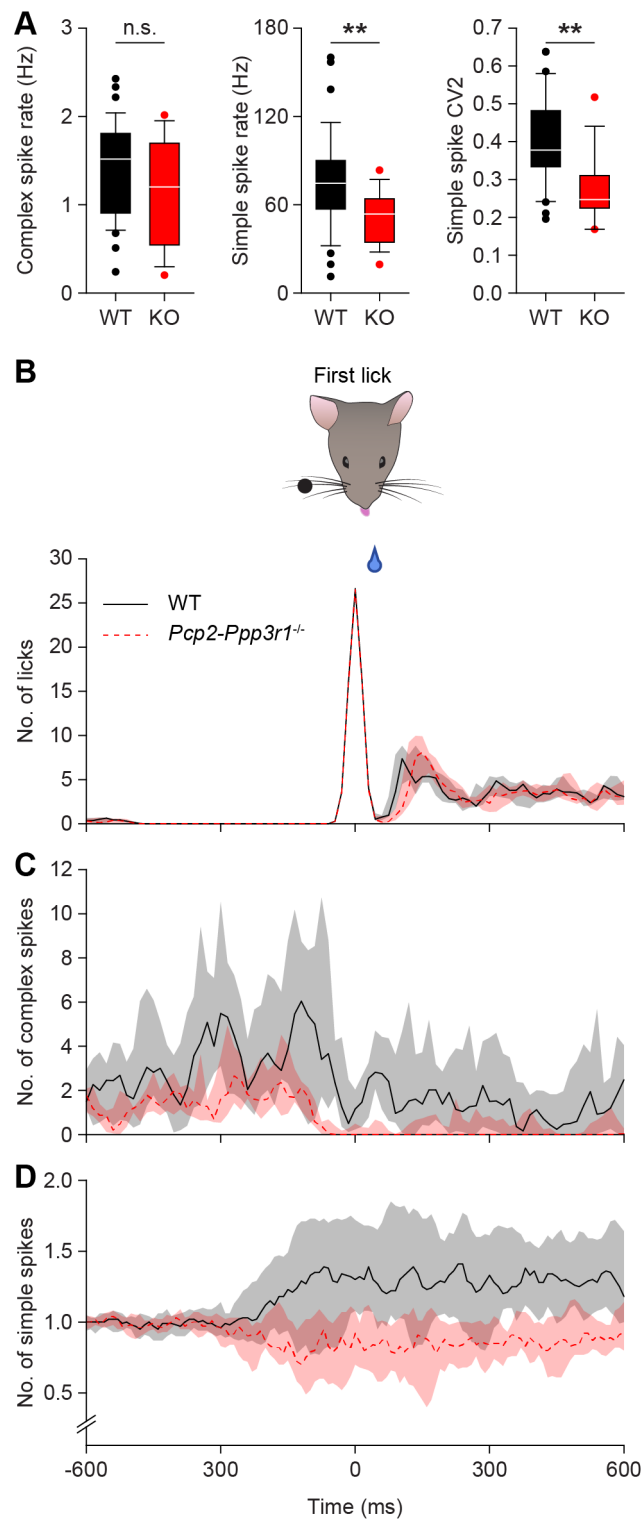 A
n.s.
**
**
Complex spike rate (Hz)
3
2
1
0
WT KO
Simple spike rate (Hz)
180
120
60
0
WT KO
Simple spike CV2
0.7
0.6
0.5
0.4
0.3
0.2
0.1
0.0
WT KO
B
First lick
No. of licks
30
25
20
15
10
5
0
WT
Pcp2-Ppp3r1-/-
C
No. of complex spikes
12
10
8
6
4
2
0
D
No. of simple spikes
2.0
1.5
1.0
0.5
-600 300 0 300 600
Time (ms)